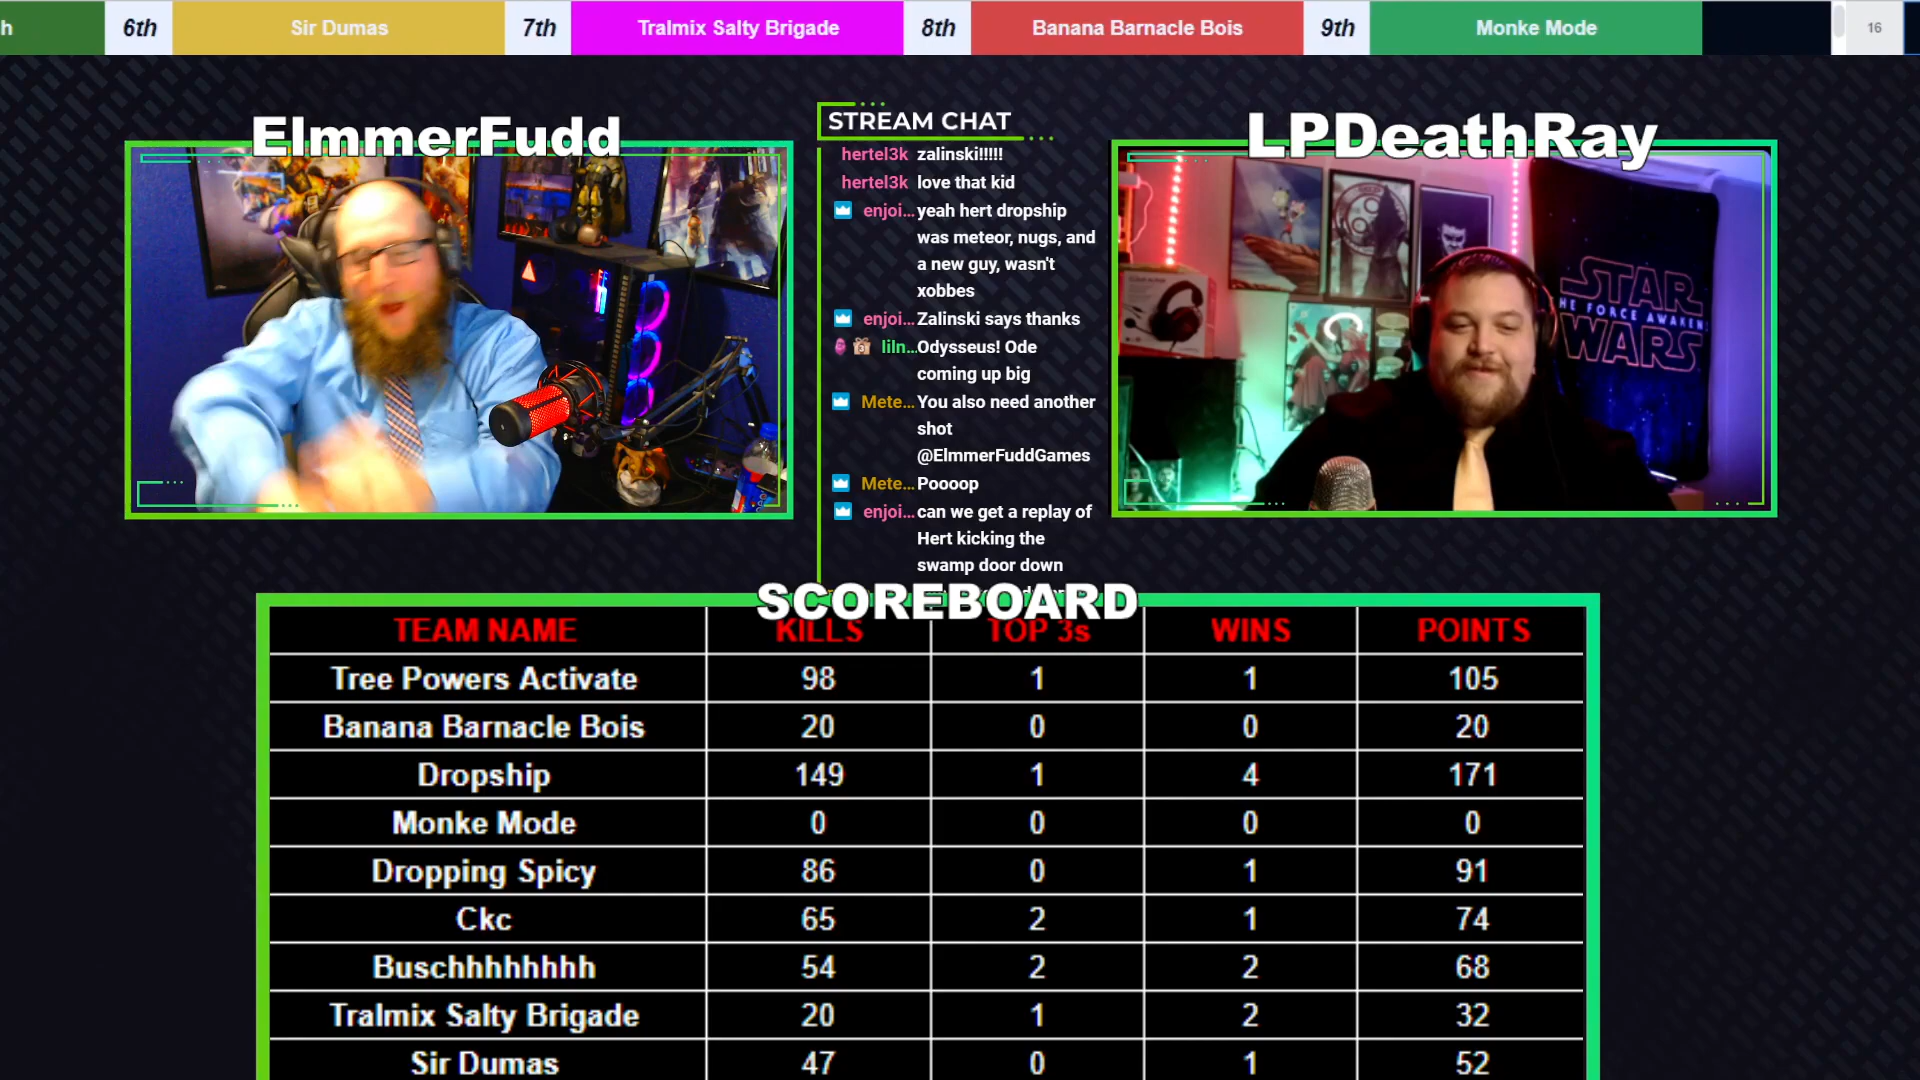 h 6th Sir Dumas 7th Tralmix Salty Brigade 8th Banana Barnacle Bois 9th Monke Mode 16
ElmmerFudd
STREAM CHAT
hertel3k zalinski!!!!!
hertel3k love that kid
enjoi... yeah hert dropship
was meteor, nugs, and
a new guy, wasn't
xobbes
enjoi... Zalinski says thanks
liln... Odysseus! Ode
coming up big
Mete... You also need another
shot
@ElmmerFuddGames
Mete... Poooop
enjoi... can we get a replay of
Hert kicking the
swamp door down
LPDeathRay
STAR
THE FORCE AWAKENS
WARS
SCOREBOARD
TEAM NAME KILLS TOP 3s WINS POINTS
Tree Powers Activate 98 1 1 105
Banana Barnacle Bois 20 0 0 20
Dropship 149 1 4 171
Monke Mode 0 0 0 0
Dropping Spicy 86 0 1 91
Ckc 65 2 1 74
Buschhhhhhhh 54 2 2 68
Tralmix Salty Brigade 20 1 2 32
Sir Dumas 47 0 1 52